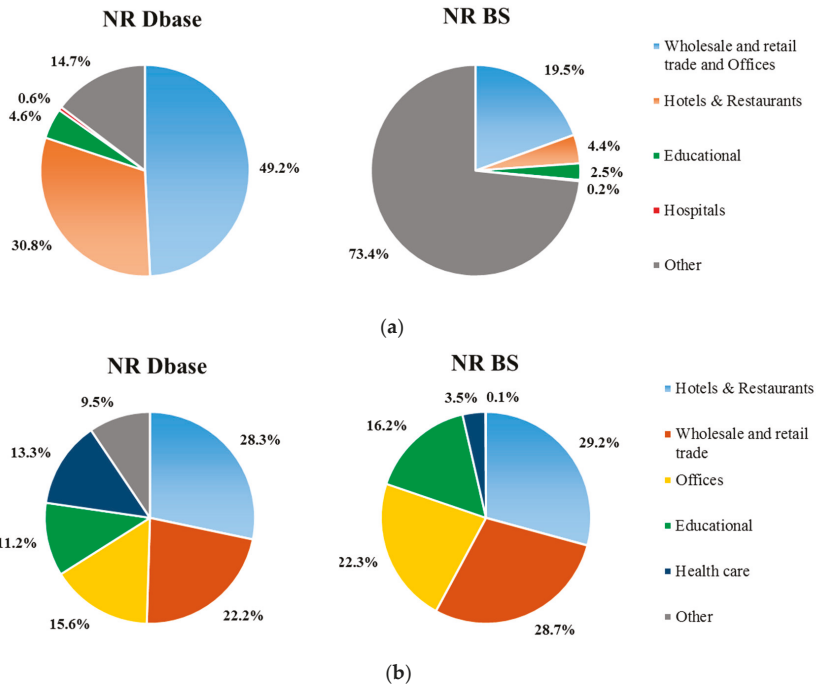 NR Dbase
NR BS
14.7%
0.6%
4.6%
30.8%
49.2%
19.5%
4.4%
2.5%
0.2%
73.4%
Wholesale and retail
trade and Offices
Hotels & Restaurants
Educational
Hospitals
Other
(a)
NR Dbase
NR BS
9.5%
13.3%
11.2%
15.6%
22.2%
28.3%
3.5%
0.1%
16.2%
22.3%
28.7%
29.2%
Hotels & Restaurants
Wholesale and retail
trade
Offices
Educational
Health care
Other
(b)